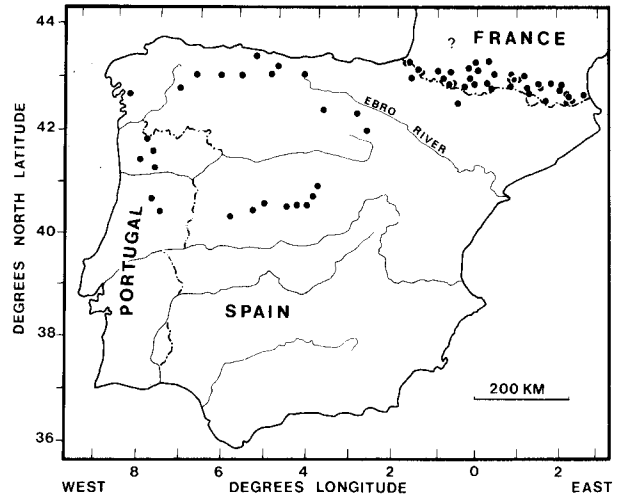 44
42
40
38
36
DEGREES NORTH LATITUDE
?
FRANCE
EBRO RIVER
PORTUGAL
SPAIN
200 KM
8 6 4 2 0 2
WEST DEGREES LONGITUDE EAST